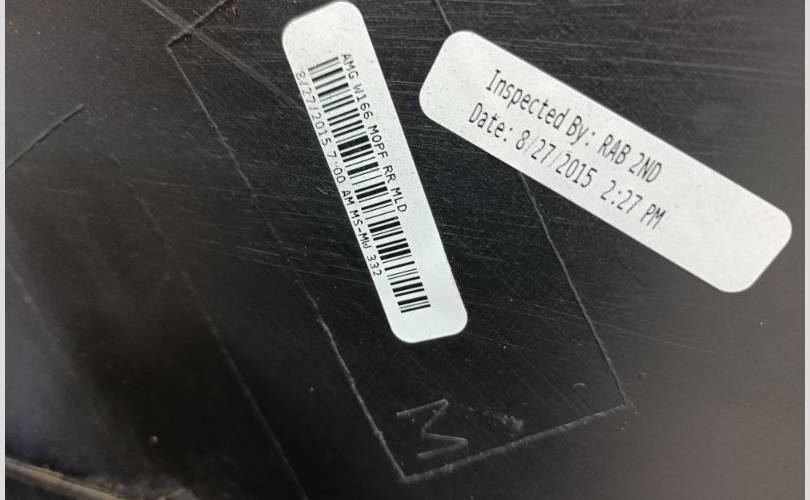 AMG W166 MOPF RR MLD
8/27/2015 7:00 AM MS-MW 332
Inspected By: RAB 2ND
Date: 8/27/2015 2:27 PM
M